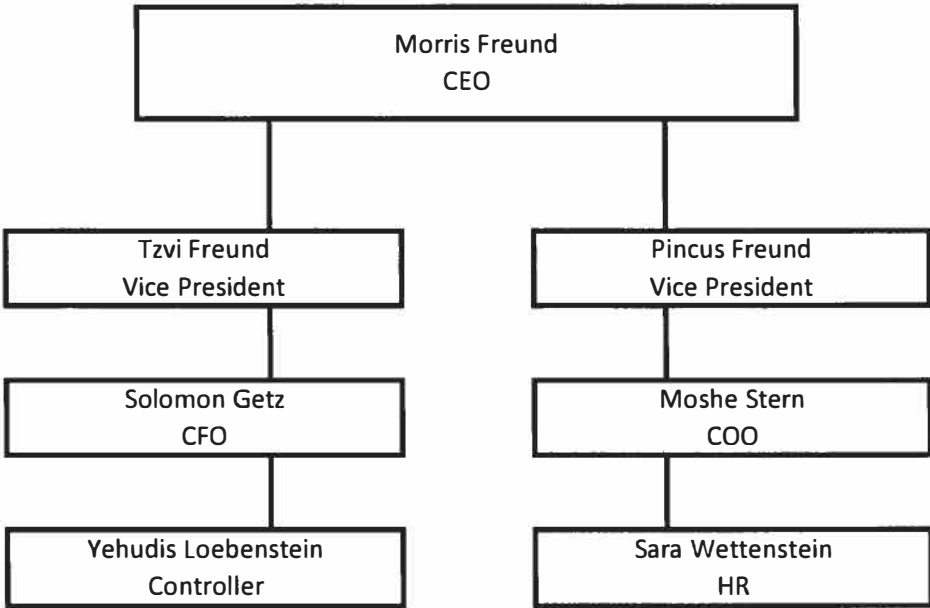 Morris Freund
CEO
Tzvi Freund
Vice President
Pincus Freund
Vice President
Solomon Getz
CFO
Moshe Stern
COO
Yehudis Loebenstein
Controller
Sara Wettenstein
HR